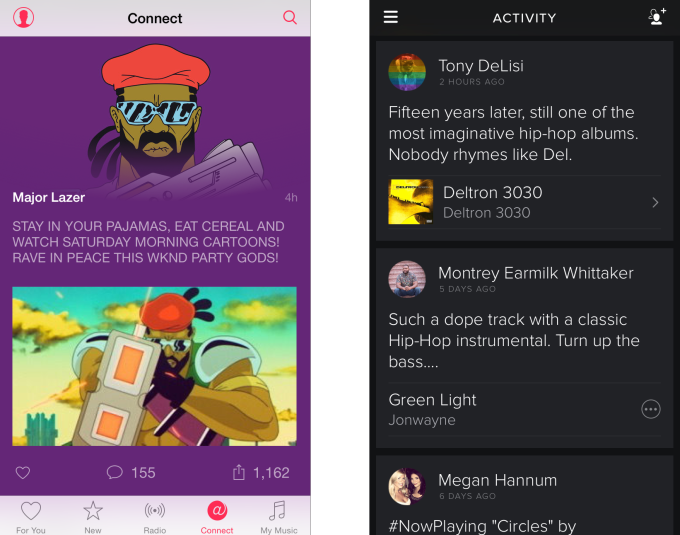 Connect
Major Lazer
4h
STAY IN YOUR PAJAMAS, EAT CEREAL AND
WATCH SATURDAY MORNING CARTOONS!
RAVE IN PEACE THIS WKND PARTY GODS!
155
1,162
For You
New
Radio
Connect
My Music
ACTIVITY
Tony DeLisi
2 HOURS AGO
Fifteen years later, still one of the
most imaginative hip-hop albums.
Nobody rhymes like Del.
Deltron 3030
Deltron 3030
Montrey Earmilk Whittaker
5 DAYS AGO
Such a dope track with a classic
Hip-Hop instrumental. Turn up the
bass....
Green Light
Jonwayne
Megan Hannum
6 DAYS AGO
#NowPlaying "Circles" by